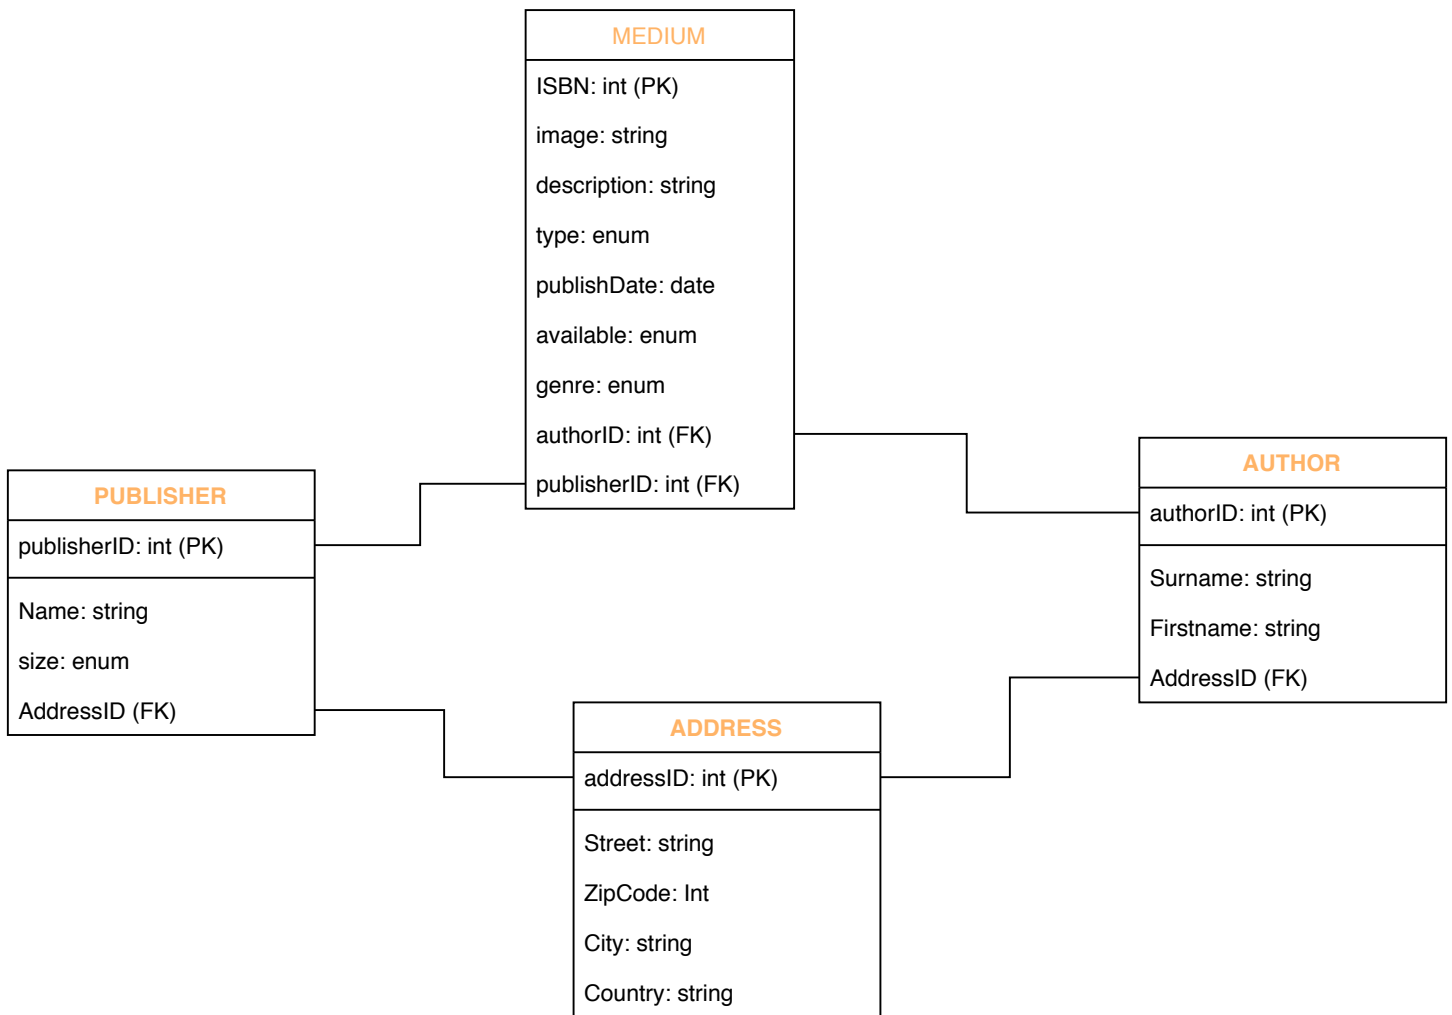 MEDIUM
ISBN: int (PK)
image: string
description: string
type: enum
publishDate: date
available: enum
genre: enum
authorID: int (FK)
publisherID: int (FK)
PUBLISHER
publisherID: int (PK)
Name: string
size: enum
AddressID (FK)
AUTHOR
authorID: int (PK)
Surname: string
Firstname: string
AddressID (FK)
ADDRESS
addressID: int (PK)
Street: string
ZipCode: Int
City: string
Country: string